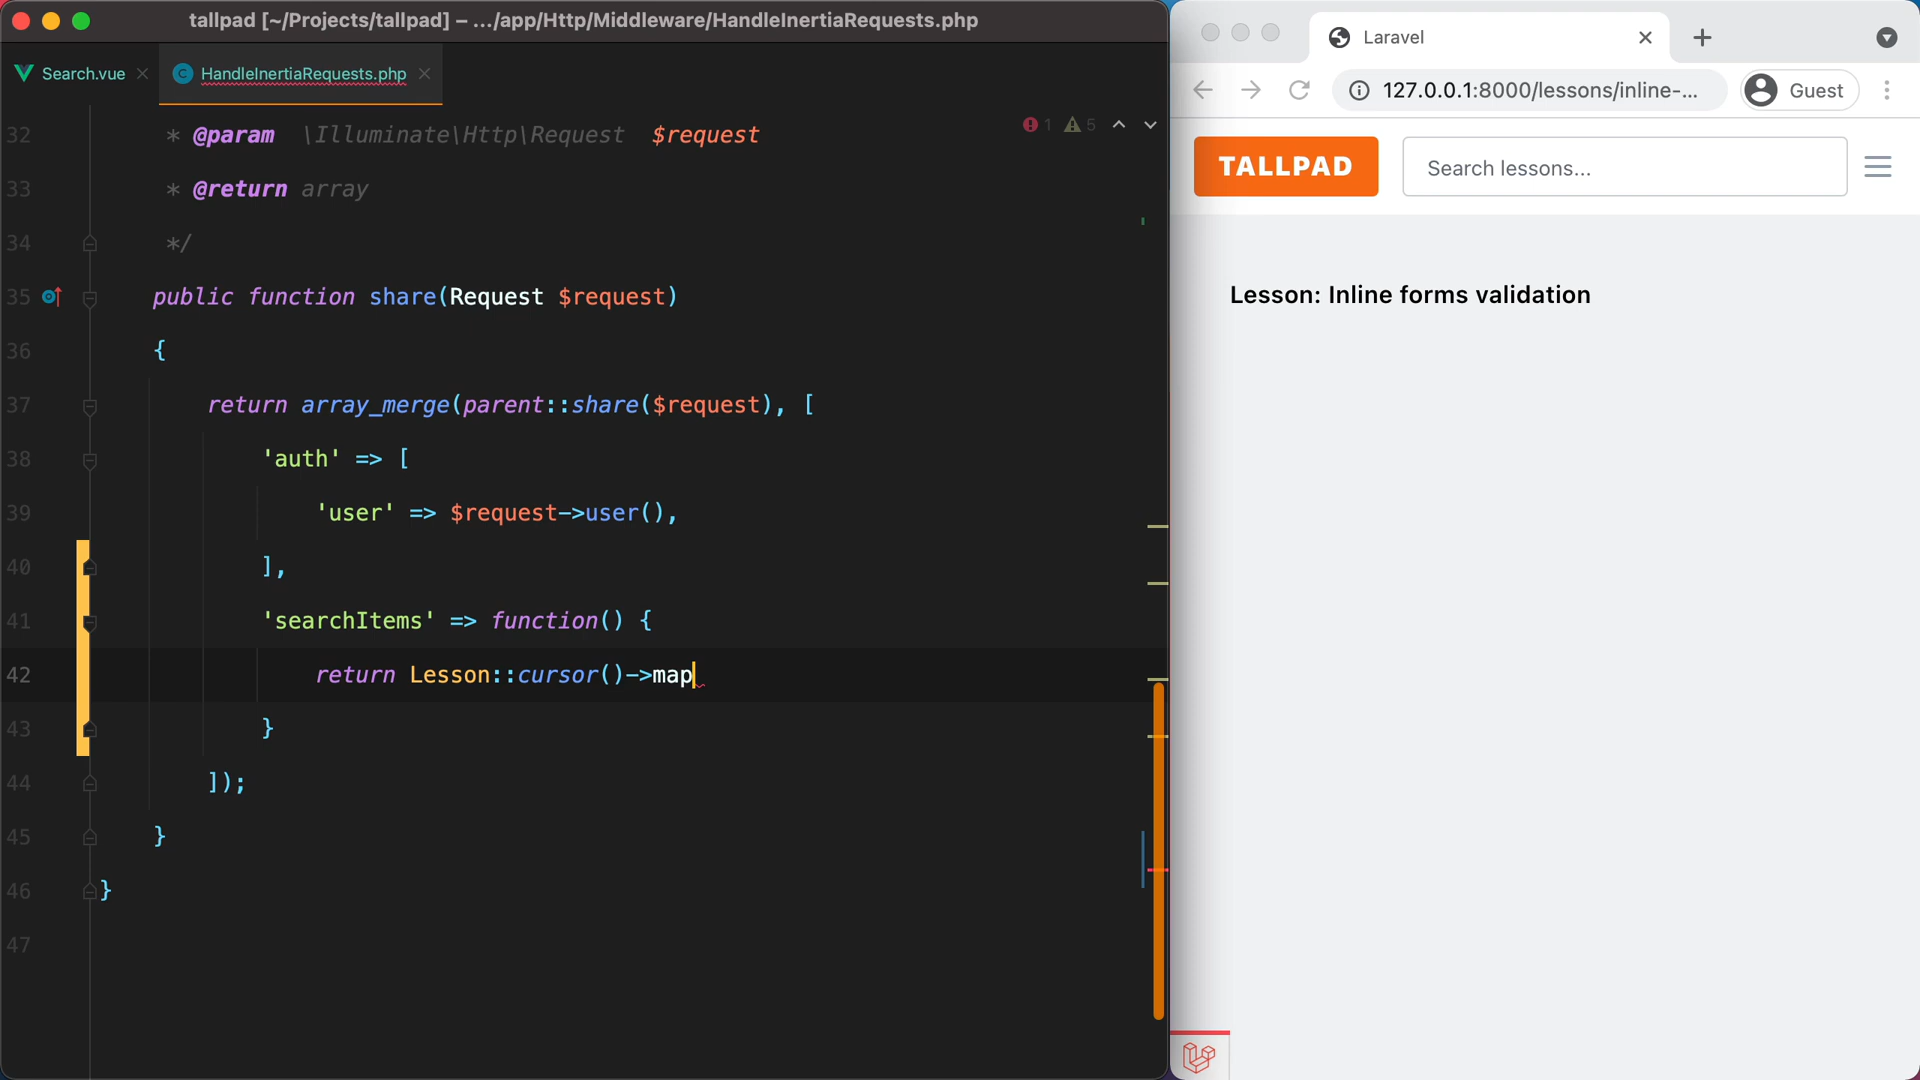 tallpad [~/Projects/tallpad] – .../app/Http/Middleware/HandleInertiaRequests.php
Search.vue
HandleInertiaRequests.php
1 5
32 * @param \Illuminate\Http\Request $request
33 * @return array
34 */
35 public function share(Request $request)
36 {
37 return array_merge(parent::share($request), [
38 'auth' => [
39 'user' => $request->user(),
40 ],
41 'searchItems' => function() {
42 return Lesson::cursor()->map
43 }
44 ]);
45 }
46 }
47
Laravel
127.0.0.1:8000/lessons/inline-...
Guest
TALLPAD
Search lessons...
Lesson: Inline forms validation